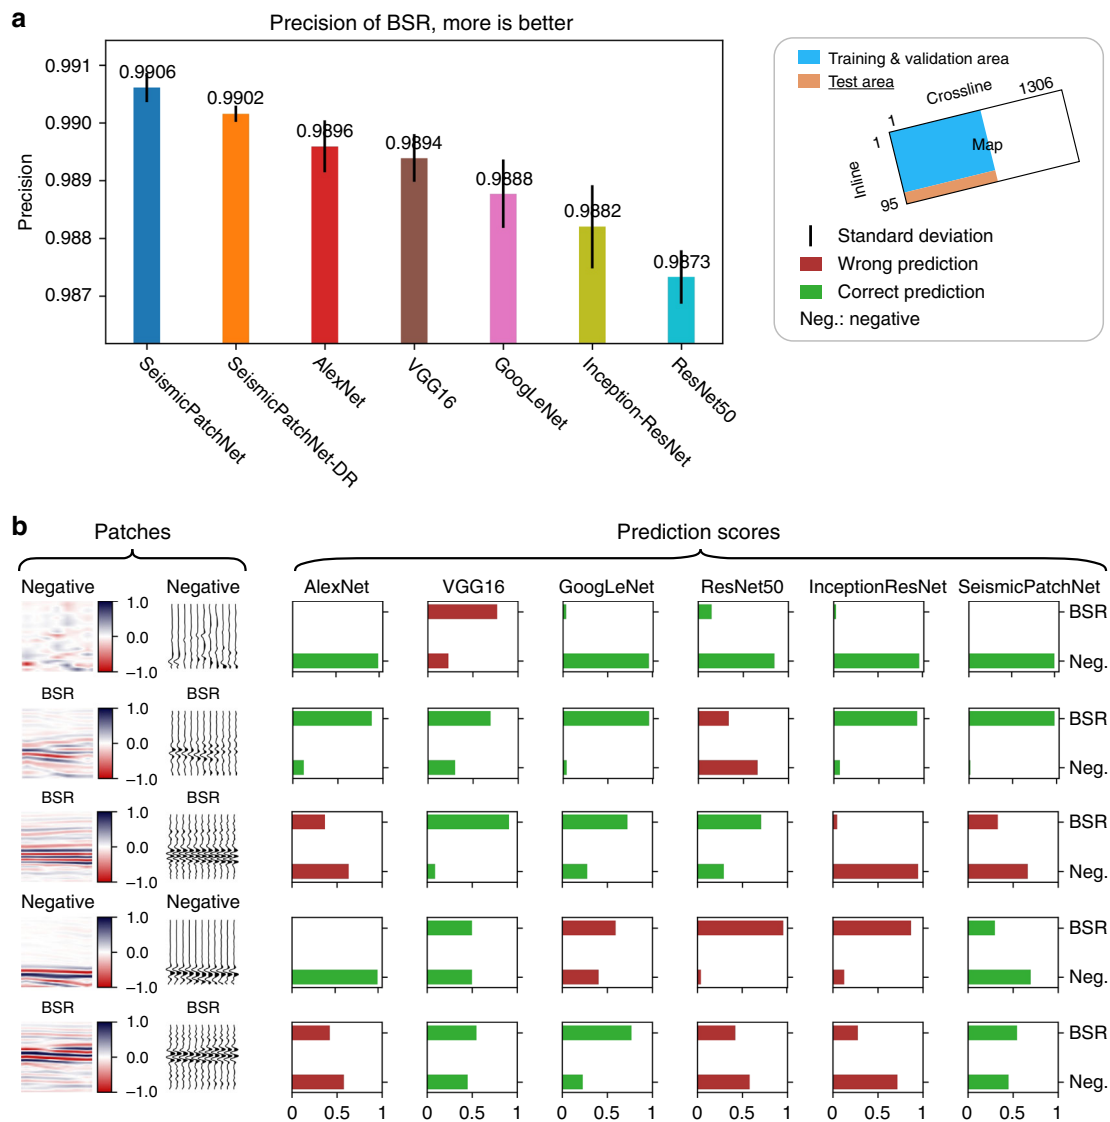 a
Precision of BSR, more is better
Precision
0.991
0.990
0.989
0.988
0.987
0.9906
0.9902
0.9896
0.9894
0.9888
0.9882
0.9873
SeismicPatchNet
SeismicPatchNet-DR
AlexNet
VGG16
GoogLeNet
Inception-ResNet
ResNet50
Training & validation area
Test area
Crossline
1
1306
1
Inline
95
Map
Standard deviation
Wrong prediction
Correct prediction
Neg.: negative
b
Patches
Prediction scores
Negative
Negative
AlexNet
VGG16
GoogLeNet
ResNet50
InceptionResNet
SeismicPatchNet
1.0
0.0
−1.0
BSR
Neg.
BSR
BSR
1.0
0.0
−1.0
BSR
Neg.
BSR
BSR
1.0
0.0
−1.0
BSR
Neg.
Negative
Negative
1.0
0.0
−1.0
BSR
Neg.
BSR
BSR
1.0
0.0
−1.0
BSR
Neg.
0 0.5 1
0 0.5 1
0 0.5 1
0 0.5 1
0 0.5 1
0 0.5 1